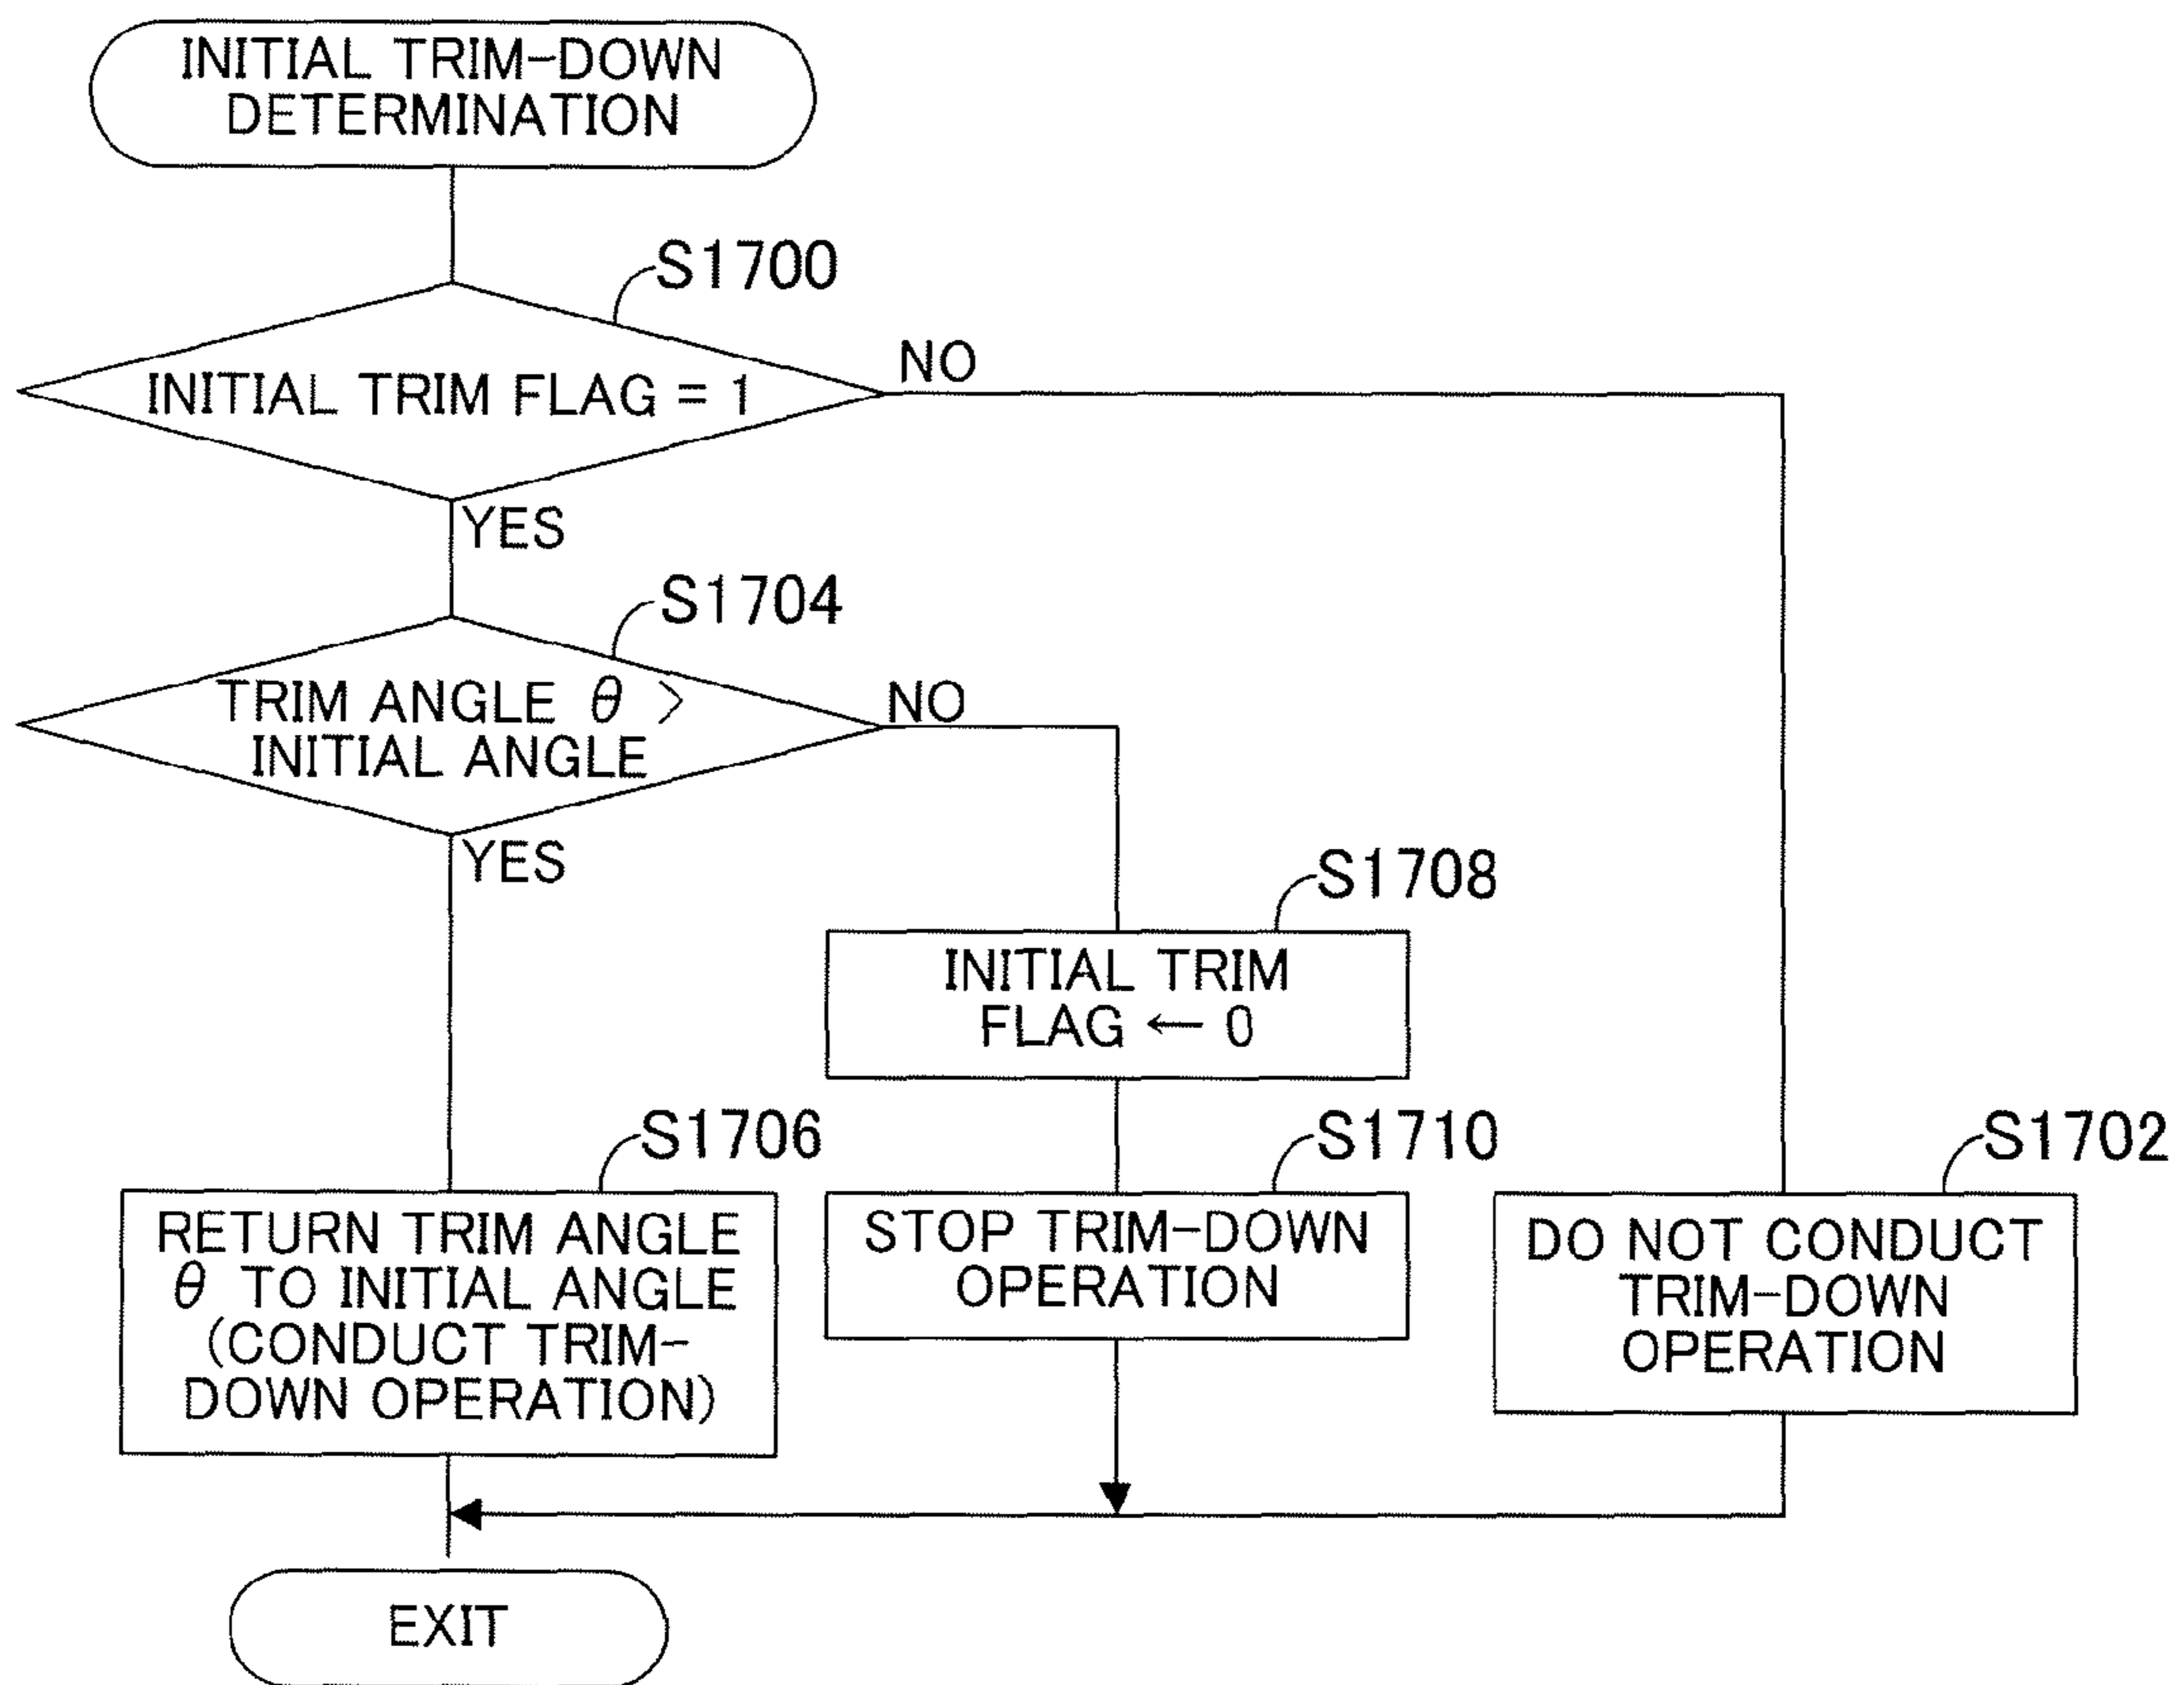 INITIAL TRIM-DOWN
DETERMINATION
S1700
INITIAL TRIM FLAG = 1
NO
YES
S1704
TRIM ANGLE θ >
INITIAL ANGLE
NO
YES
S1708
INITIAL TRIM
FLAG ← 0
S1706
RETURN TRIM ANGLE
θ TO INITIAL ANGLE
(CONDUCT TRIM-
DOWN OPERATION)
S1710
STOP TRIM-DOWN
OPERATION
S1702
DO NOT CONDUCT
TRIM-DOWN
OPERATION
EXIT